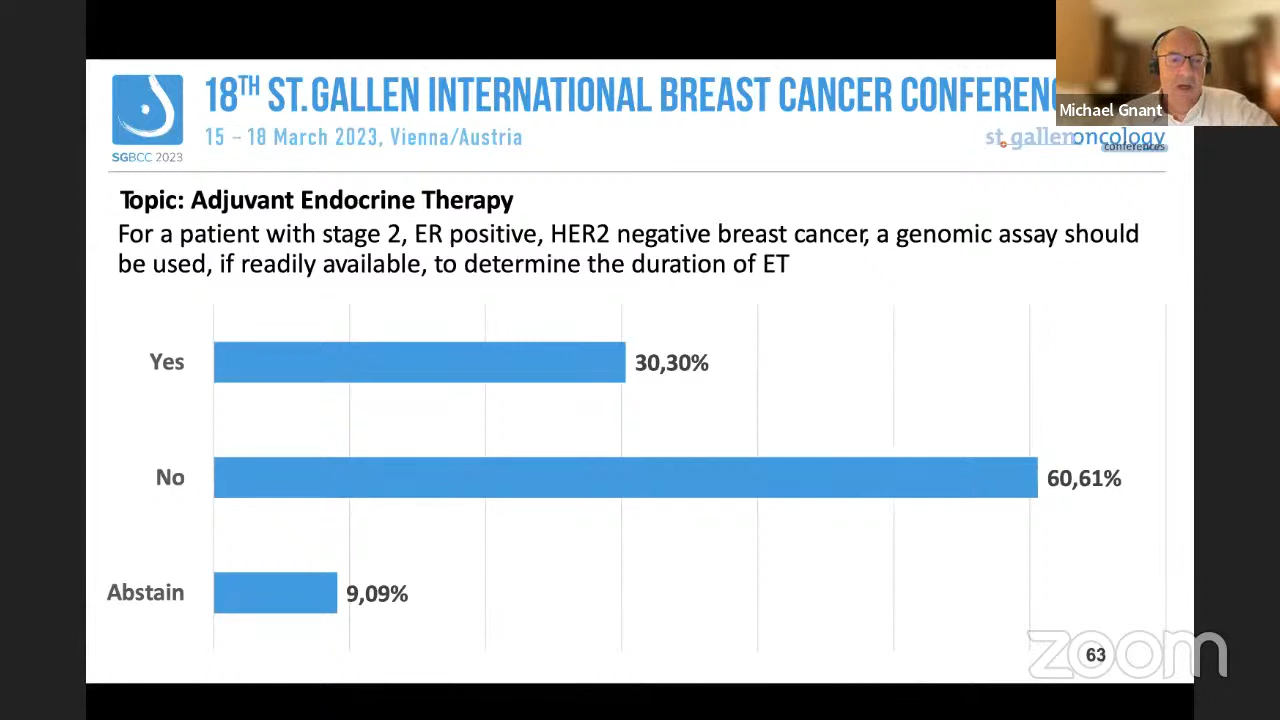 18TH ST.GALLEN INTERNATIONAL BREAST CANCER CONFEREN
15 – 18 March 2023, Vienna/Austria
SGBCC 2023
Michael Gnant
st.gallenoncology
conferences
Topic: Adjuvant Endocrine Therapy
For a patient with stage 2, ER positive, HER2 negative breast cancer, a genomic assay should
be used, if readily available, to determine the duration of ET
Yes 30,30%
No 60,61%
Abstain 9,09%
zoom
63